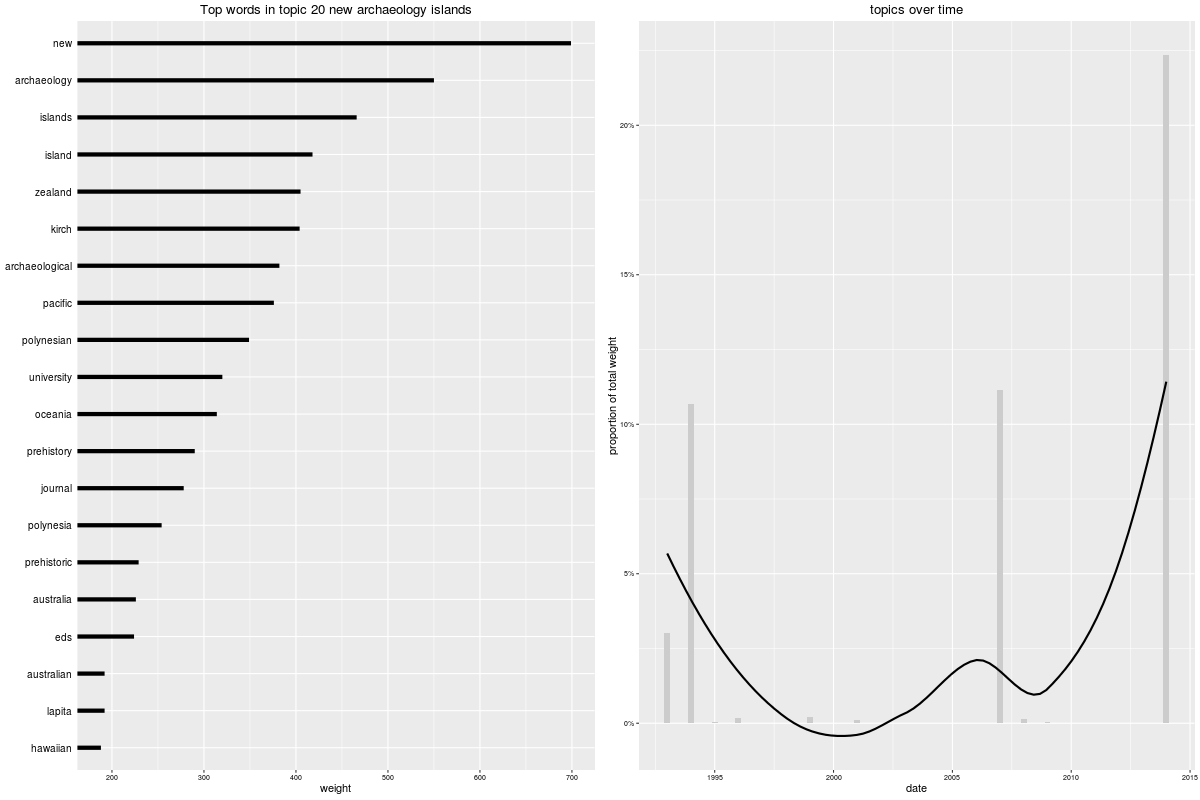 Top words in topic 20 new archaeology islands
new
archaeology
islands
island
zealand
kirch
archaeological
pacific
polynesian
university
oceania
prehistory
journal
polynesia
prehistoric
australia
eds
australian
lapita
hawaiian
200 300 400 500 600 700
weight
topics over time
proportion of total weight
20%
15%
10%
5%
0%
1995 2000 2005 2010 2015
date